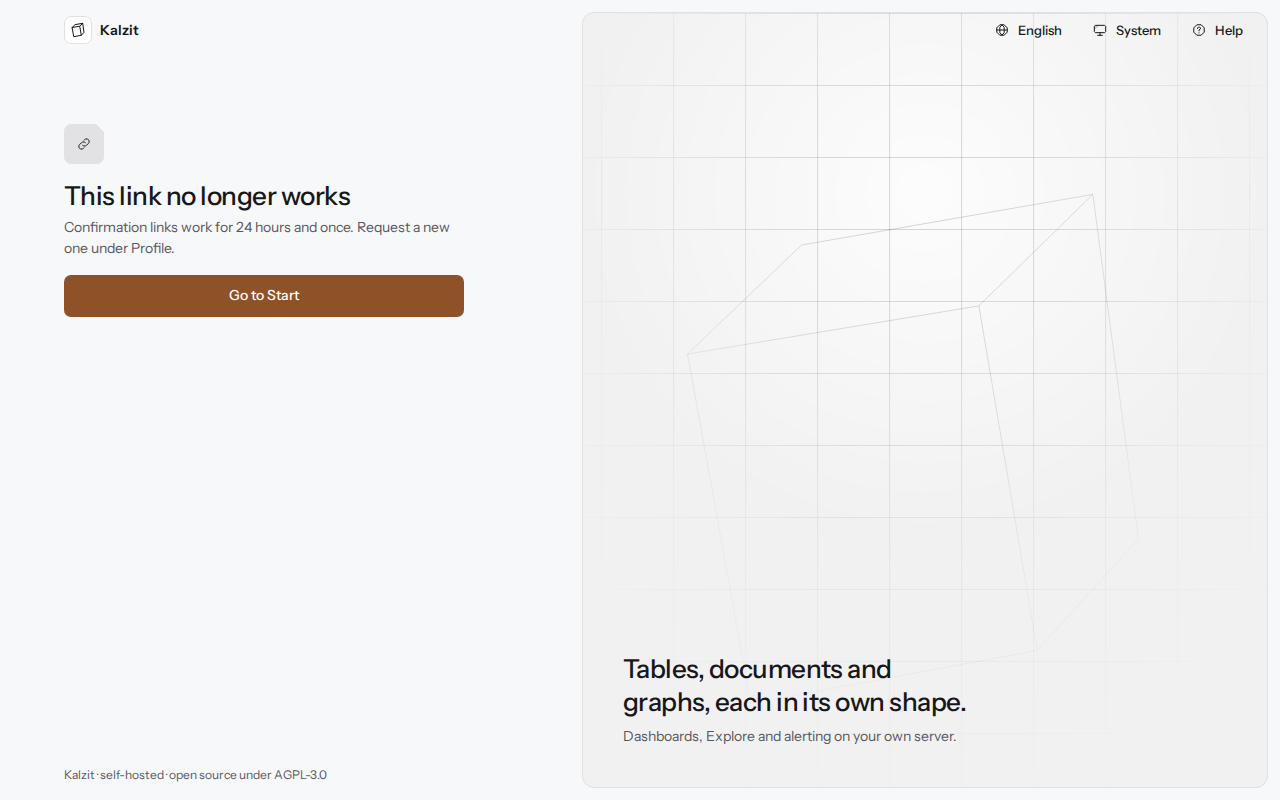 Kalzit
English
System
Help
This link no longer works
Confirmation links work for 24 hours and once. Request a new
one under Profile.
Go to Start
Tables, documents and
graphs, each in its own shape.
Dashboards, Explore and alerting on your own server.
Kalzit · self-hosted · open source under AGPL-3.0